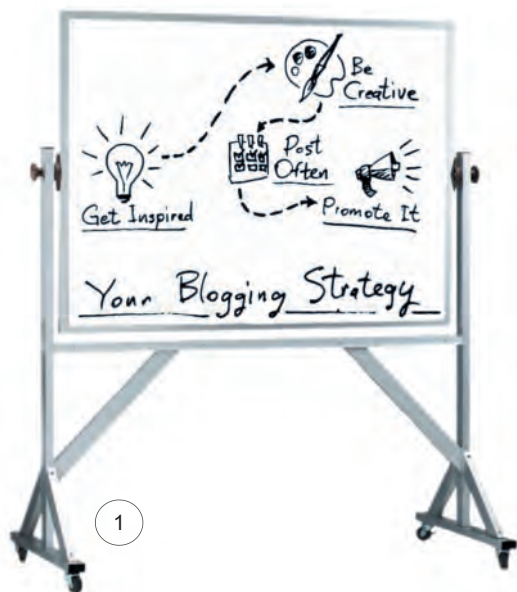 Be
Creative
Post
Often
Get Inspired
Promote It
Your Blogging Strategy
1